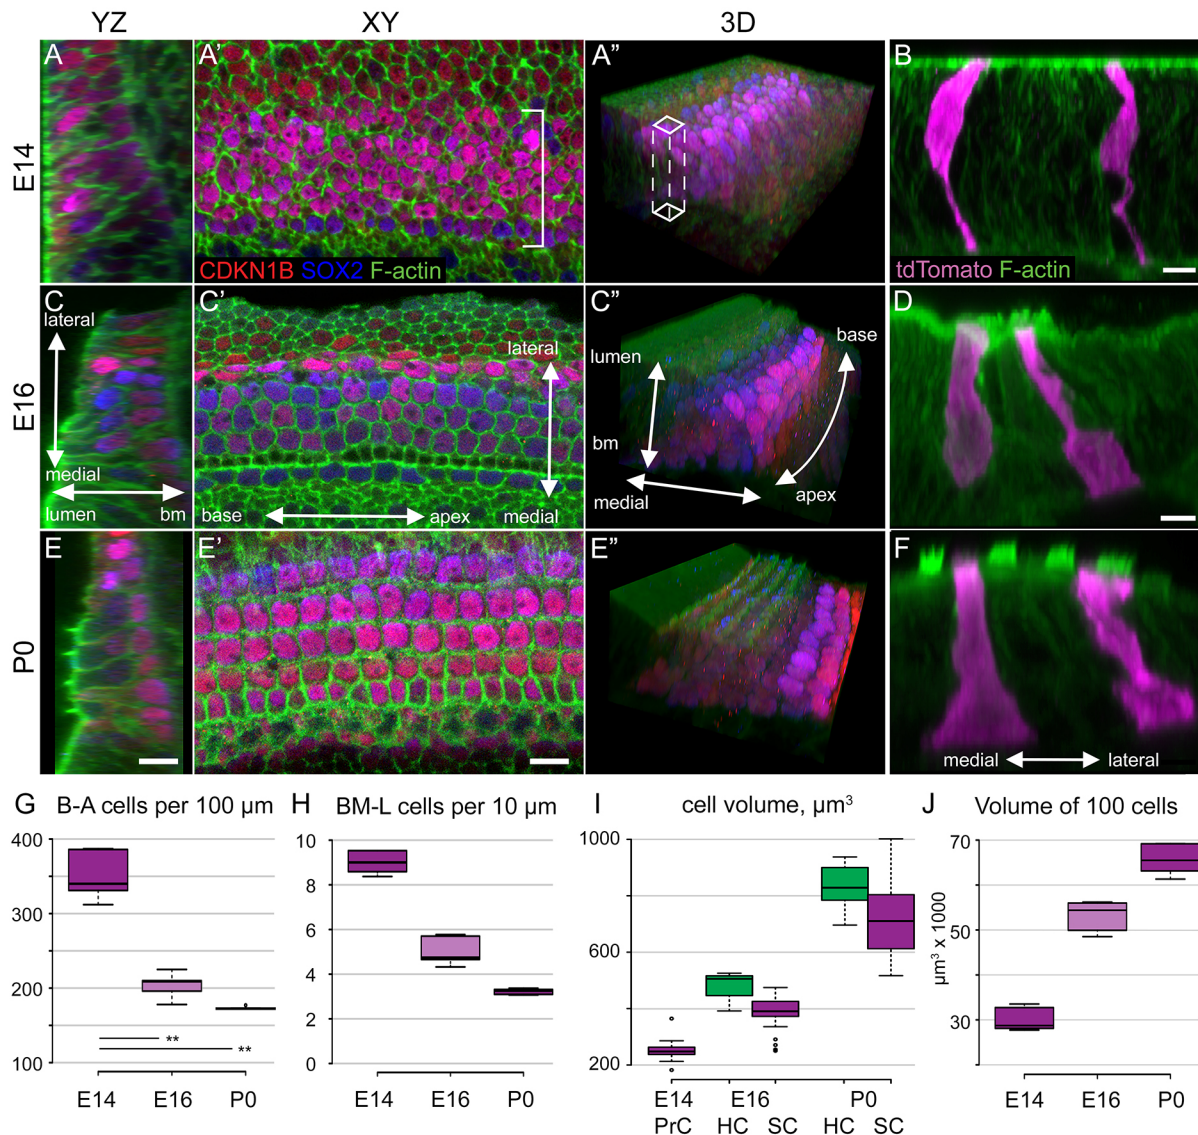 YZ XY 3D
A A' A" B
E14
CDKN1B SOX2 F-actin
tdTomato F-actin
C C' C" D
lateral
lateral
lumen
base
E16
bm
medial
medial
lumen bm
base apex
medial
apex
E E' E" F
P0
medial lateral
G B-A cells per 100 µm
400
300
200
100
**
**
E14 E16 P0
H BM-L cells per 10 µm
10
8
6
4
2
0
E14 E16 P0
I cell volume, µm³
1000
600
200
E14 E16 P0
PrC HC SC HC SC
J Volume of 100 cells
µm³ x 1000
70
50
30
E14 E16 P0